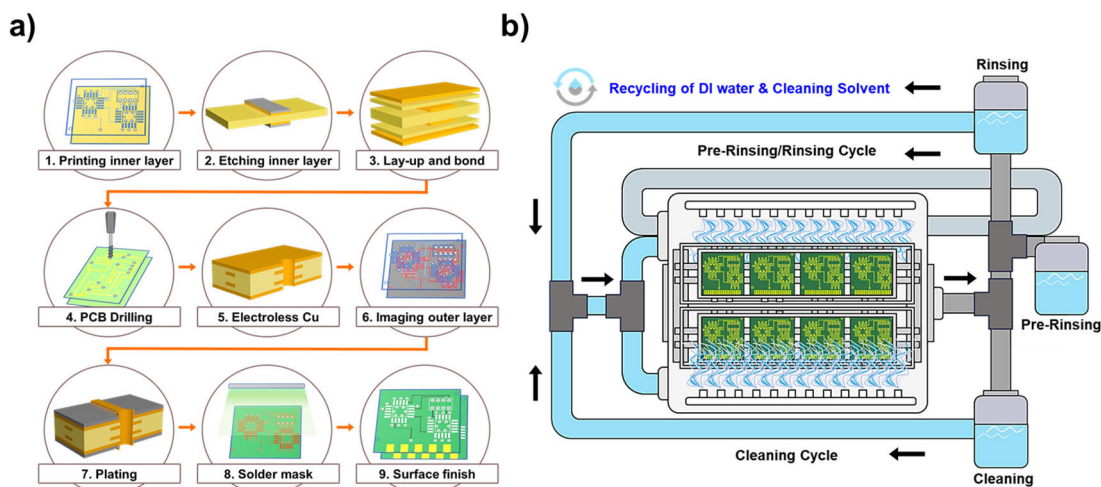 a)
1. Printing inner layer
2. Etching inner layer
3. Lay-up and bond
4. PCB Drilling
5. Electroless Cu
6. Imaging outer layer
7. Plating
8. Solder mask
9. Surface finish
b)
Rinsing
Recycling of DI water & Cleaning Solvent
Pre-Rinsing/Rinsing Cycle
Pre-Rinsing
Cleaning Cycle
Cleaning